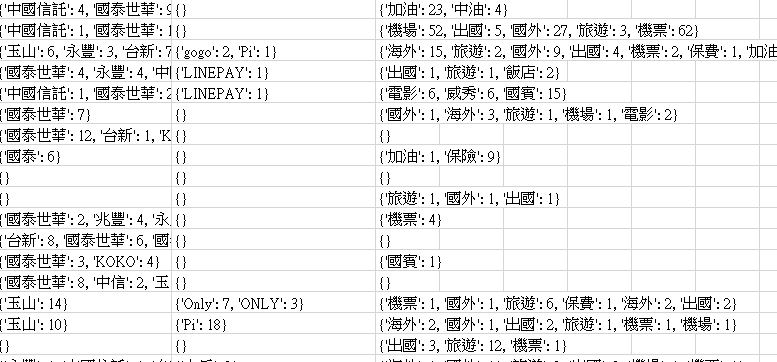 {'中國信託': 4, '國泰世華': 9 {} {'加油': 23, '中油': 4}
{'中國信託': 1, '國泰世華': 1 {} {'機場': 52, '出國': 5, '國外': 27, '旅遊': 3, '機票': 62}
{'玉山': 6, '永豐': 3, '台新': 7 {'gogo': 2, 'Pi': 1} {'海外': 15, '旅遊': 2, '國外': 9, '出國': 4, '機票': 2, '保費': 1, '加油
{'國泰世華': 4, '永豐': 4, '中 {'LINEPAY': 1} {'出國': 1, '旅遊': 1, '飯店': 2}
{'中國信託': 1, '國泰世華': 2 {'LINEPAY': 1} {'電影': 6, '威秀': 6, '國賓': 15}
{'國泰世華': 7} {} {'國外': 1, '海外': 3, '旅遊': 1, '機場': 1, '電影': 2}
{'國泰世華': 12, '台新': 1, 'K {} {}
{'國泰': 6} {} {'加油': 1, '保險': 9}
{} {} {}
{} {} {'旅遊': 1, '國外': 1, '出國': 1}
{'國泰世華': 2, '兆豐': 4, '永 {} {'機票': 4}
{'台新': 8, '國泰世華': 6, '國 {} {}
{'國泰世華': 3, 'KOKO': 4} {} {'國賓': 1}
{'國泰世華': 8, '中信': 2, '玉 {} {}
{'玉山': 14} {'Only': 7, 'ONLY': 3} {'機票': 1, '國外': 1, '旅遊': 6, '保費': 1, '海外': 2, '出國': 2}
{'玉山': 10} {'Pi': 18} {'海外': 2, '國外': 1, '出國': 2, '旅遊': 1, '機票': 1, '機場': 1}
{} {} {'出國': 3, '旅遊': 12, '機票': 1}